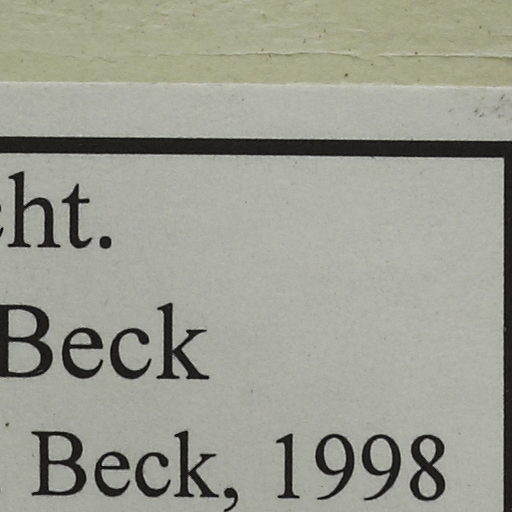 cht.
Beck
. Beck, 1998